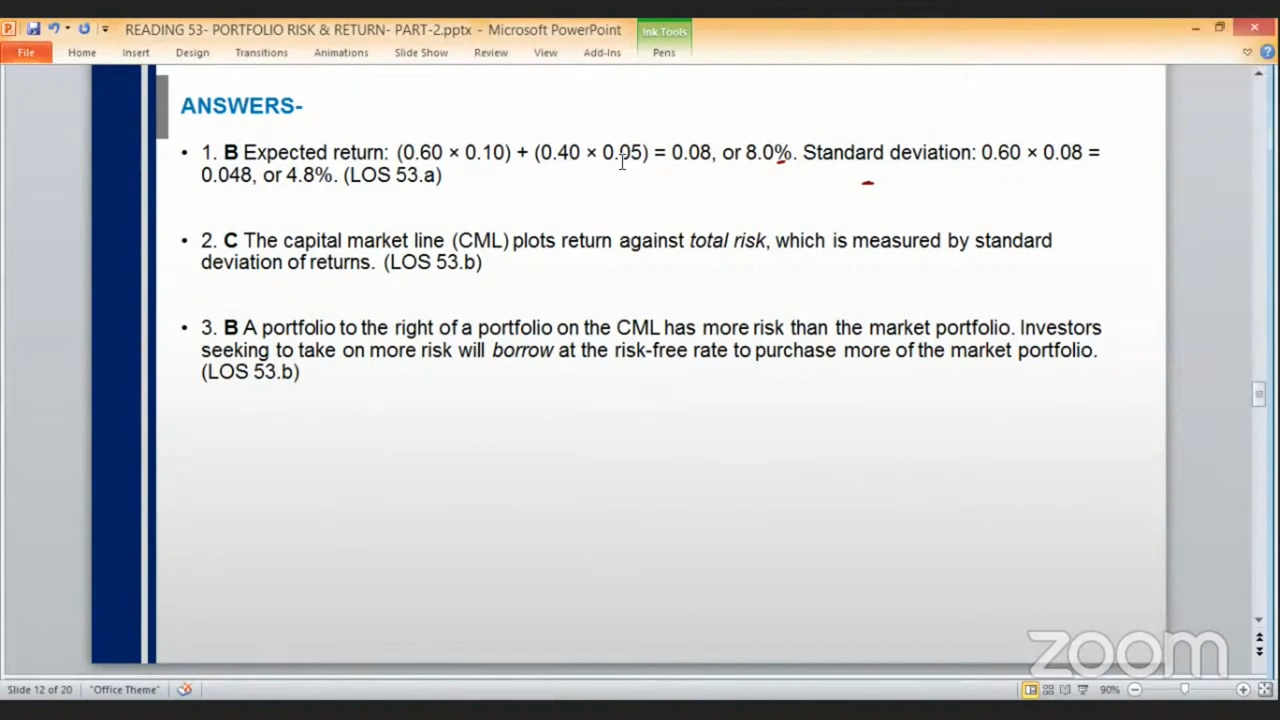 READING 53- PORTFOLIO RISK & RETURN- PART-2.pptx - Microsoft PowerPoint
Ink Tools
File Home Insert Design Transitions Animations Slide Show Review View Add-Ins Pens
ANSWERS-
• 1. B Expected return: (0.60 × 0.10) + (0.40 × 0.05) = 0.08, or 8.0%. Standard deviation: 0.60 × 0.08 =
0.048, or 4.8%. (LOS 53.a)
• 2. C The capital market line (CML) plots return against total risk, which is measured by standard
deviation of returns. (LOS 53.b)
• 3. B A portfolio to the right of a portfolio on the CML has more risk than the market portfolio. Investors
seeking to take on more risk will borrow at the risk-free rate to purchase more of the market portfolio.
(LOS 53.b)
zoom
Slide 12 of 20 "Office Theme" 90%